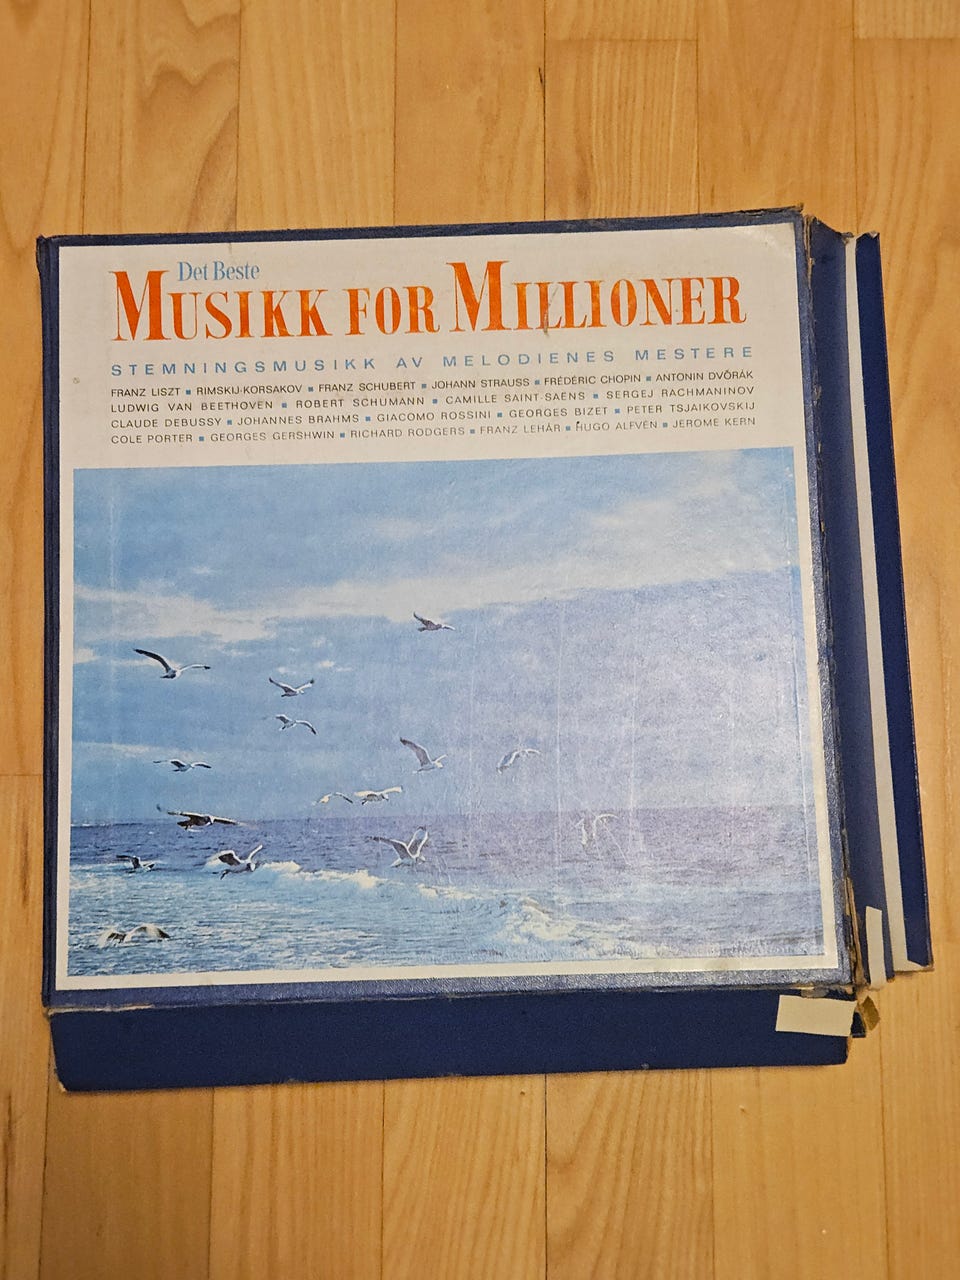 Det Beste
MUSIKK FOR MILLIONER
STEMNINGSMUSIKK AV MELODIENES MESTERE
FRANZ LISZT ▪ RIMSKIJ-KORSAKOV ▪ FRANZ SCHUBERT ▪ JOHANN STRAUSS ▪ FRÉDÉRIC CHOPIN ▪ ANTONIN DVOŘÁK
LUDWIG VAN BEETHOVEN ▪ ROBERT SCHUMANN ▪ CAMILLE SAINT-SAËNS ▪ SERGEJ RACHMANINOV
CLAUDE DEBUSSY ▪ JOHANNES BRAHMS ▪ GIACOMO ROSSINI ▪ GEORGES BIZET ▪ PETER TSJAIKOVSKIJ
COLE PORTER ▪ GEORGES GERSHWIN ▪ RICHARD RODGERS ▪ FRANZ LEHÁR ▪ HUGO ALFVÉN ▪ JEROME KERN